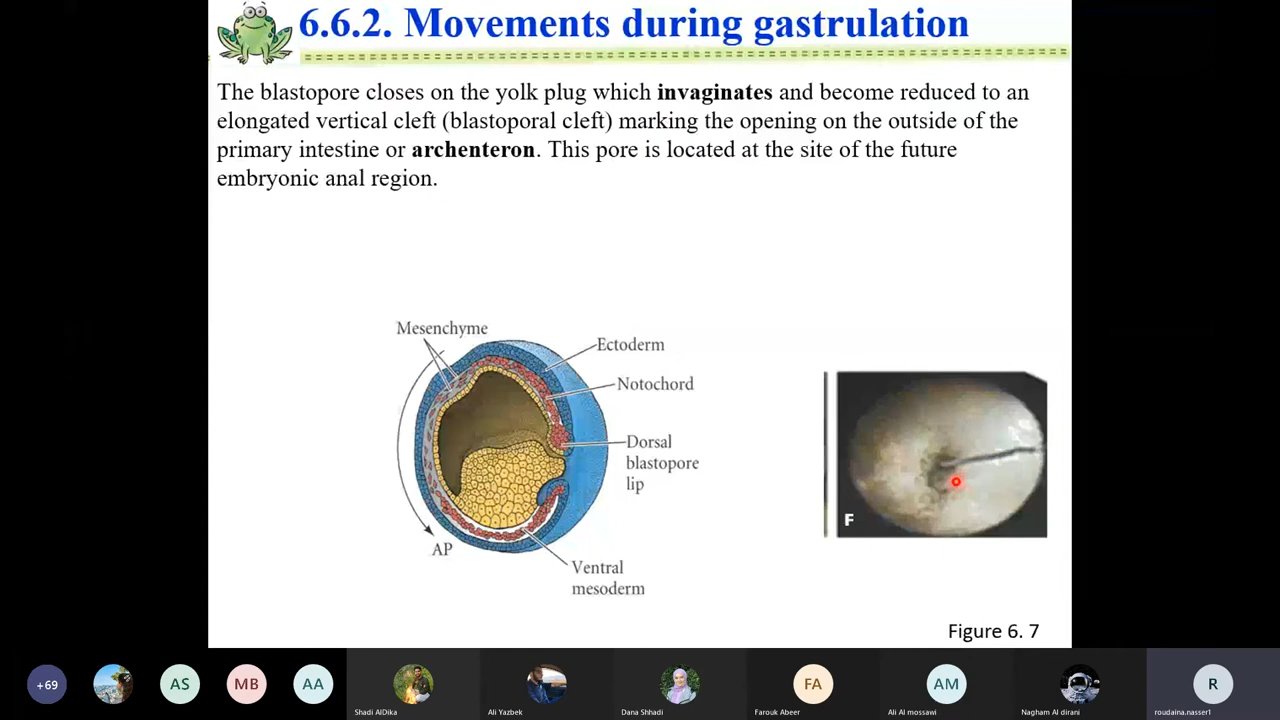 6.6.2. Movements during gastrulation
The blastopore closes on the yolk plug which invaginates and become reduced to an
elongated vertical cleft (blastoporal cleft) marking the opening on the outside of the
primary intestine or archenteron. This pore is located at the site of the future
embryonic anal region.
Mesenchyme
Ectoderm
Notochord
Dorsal
blastopore
lip
AP
Ventral
mesoderm
F
Figure 6. 7
+69
AS
MB
AA
Shadi AlDika
Ali Yazbek
Dana Shhadi
FA
Farouk Abeer
AM
Ali Al mossawi
Nagham Al dirani
R
roudaina.nasser1